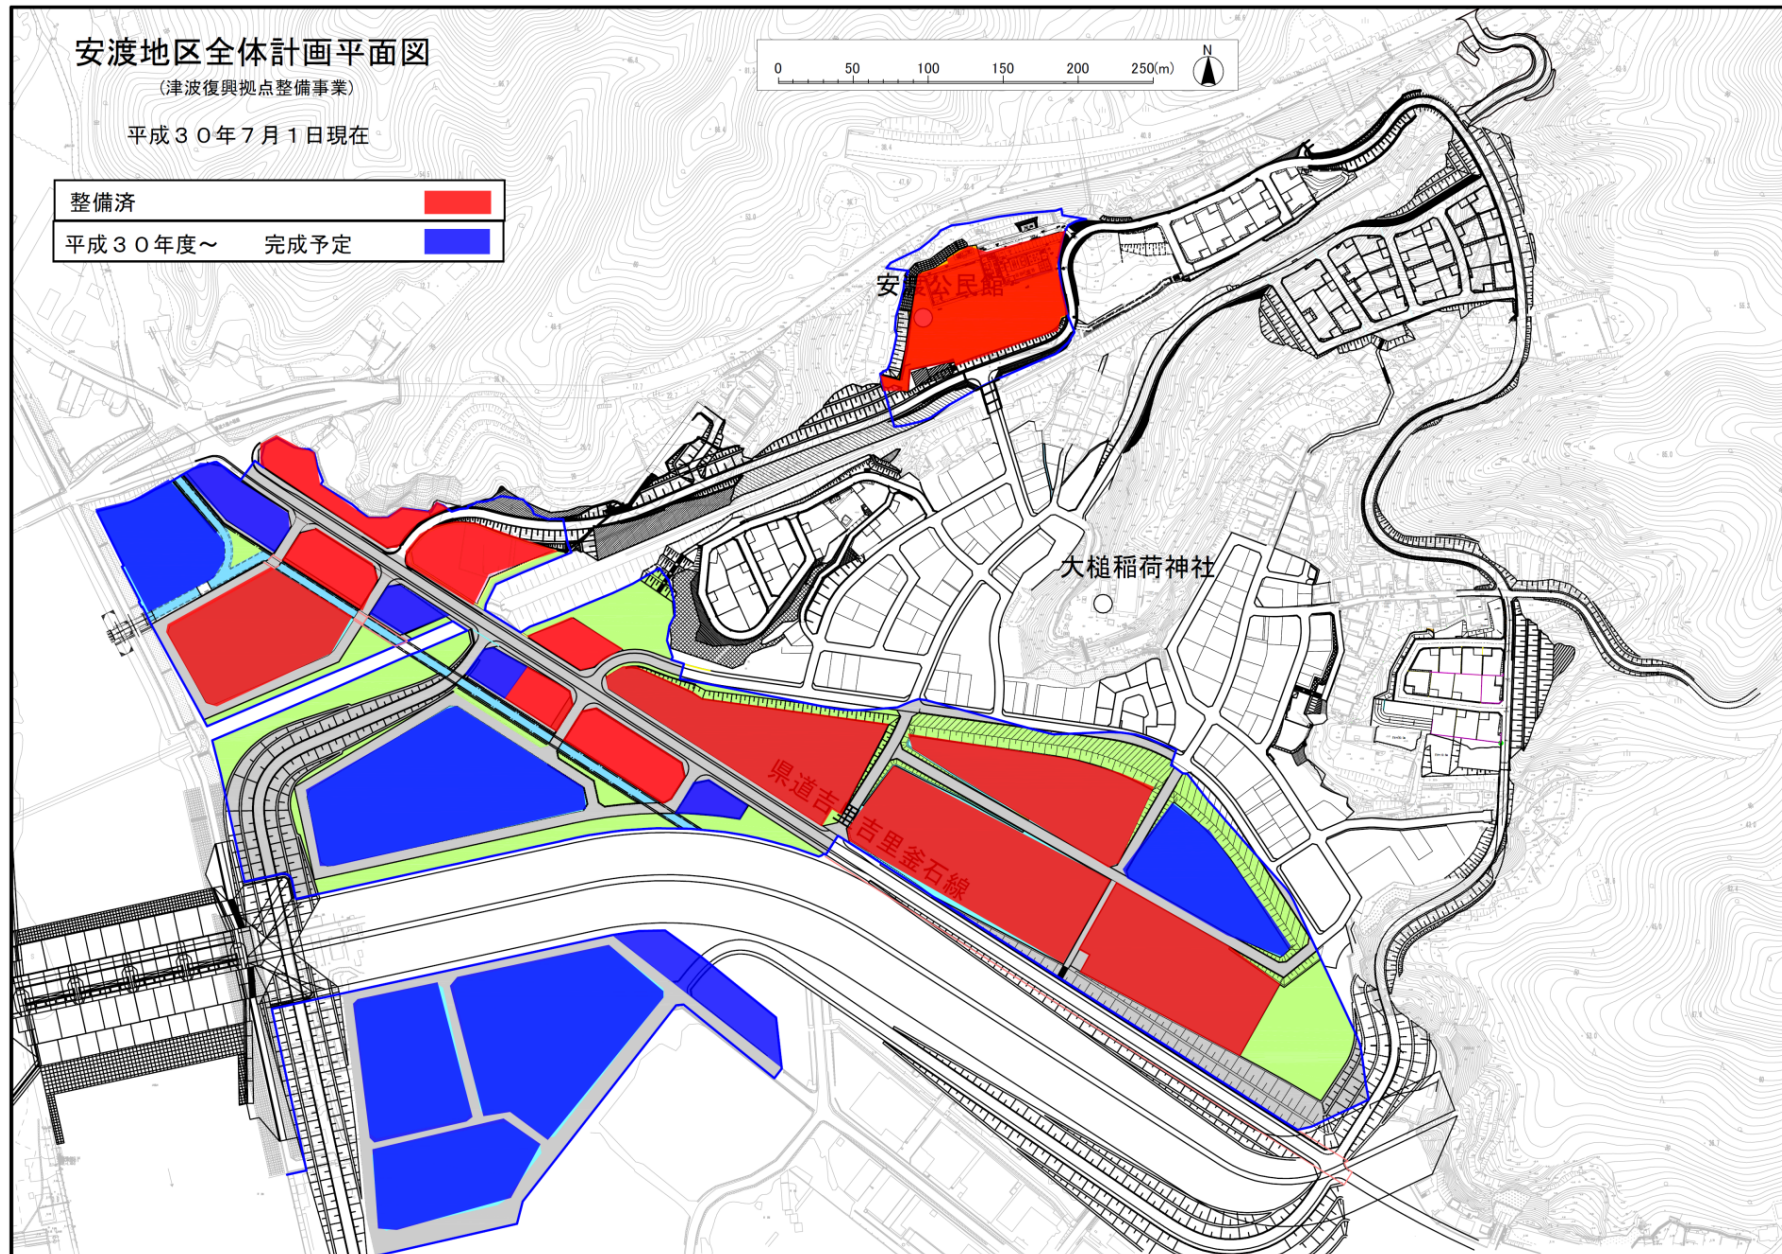 安渡地区全体計画平面図
(津波復興拠点整備事業)
平成30年7月1日現在
整備済
平成30年度～　完成予定
0 50 100 150 200 250(m)
N
安渡公民館
大槌稲荷神社
県道吉
吉里釜石線